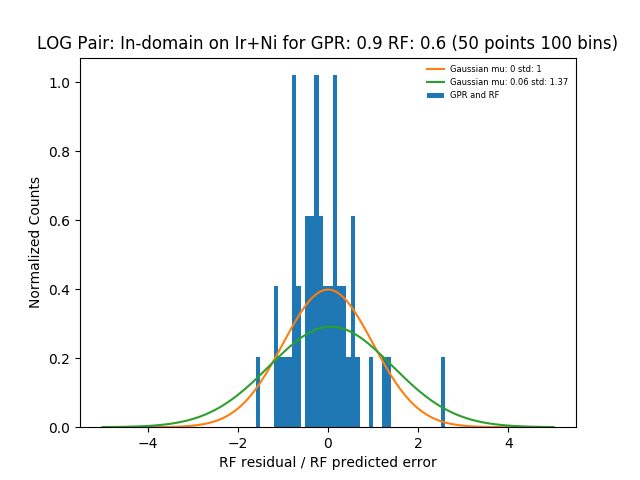 LOG Pair: In-domain on Ir+Ni for GPR: 0.9 RF: 0.6 (50 points 100 bins)
Gaussian mu: 0 std: 1
Gaussian mu: 0.06 std: 1.37
GPR and RF
Normalized Counts
1.0
0.8
0.6
0.4
0.2
0.0
−4 −2 0 2 4
RF residual / RF predicted error